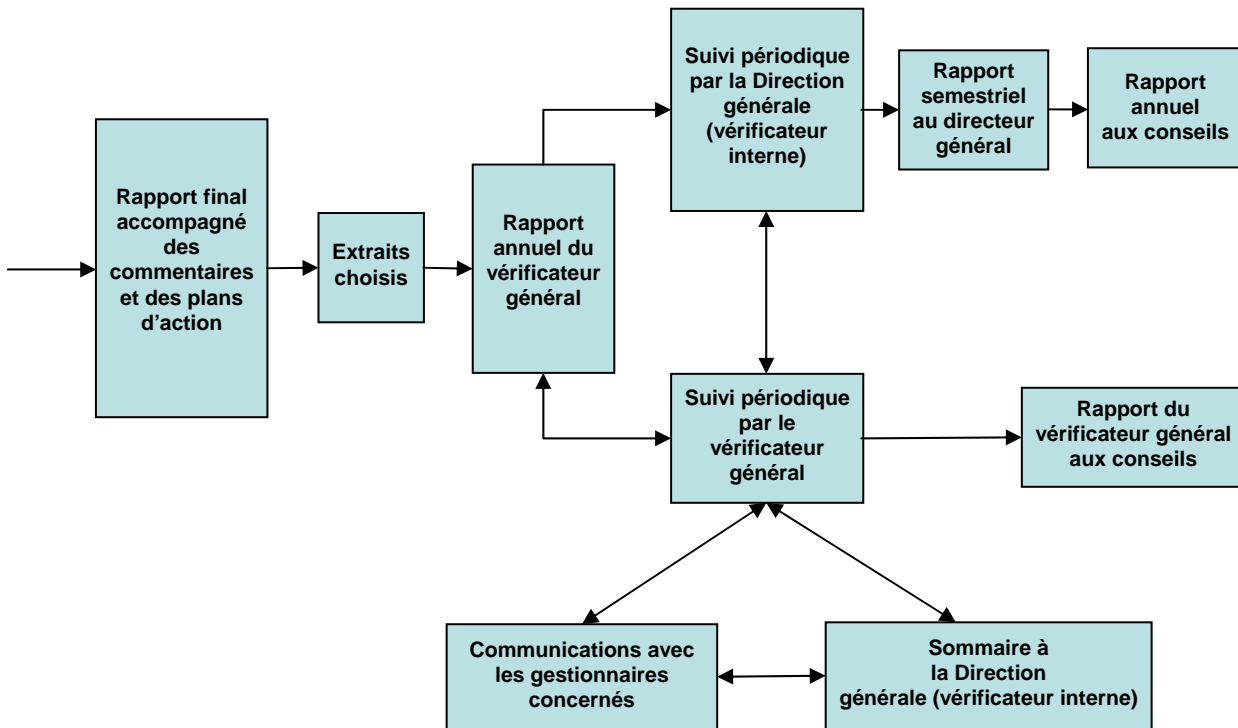 Rapport final
accompagné
des
commentaires
et des plans
d'action
Extraits
choisis
Rapport
annuel du
vérificateur
général
Suivi périodique
par la Direction
générale
(vérificateur
interne)
Rapport
semestriel
au directeur
général
Rapport
annuel
aux conseils
Suivi périodique
par le
vérificateur
général
Rapport du
vérificateur général
aux conseils
Communications avec
les gestionnaires
concernés
Sommaire à
la Direction
générale (vérificateur interne)